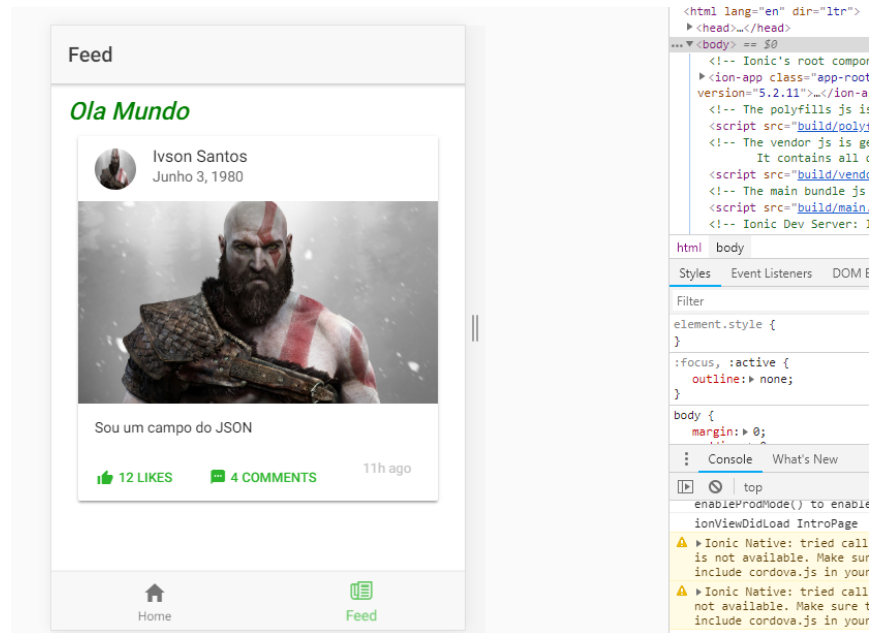 Feed
Ola Mundo
Ivson Santos
Junho 3, 1980
Sou um campo do JSON
12 LIKES
4 COMMENTS
11h ago
Home
Feed
<html lang="en" dir="ltr">
▶<head>…</head>
…▼<body> == $0
<!-- Ionic's root compon
▶<ion-app class="app-root
version="5.2.11">…</ion-a
<!-- The polyfills js is
<script src="build/polyf
<!-- The vendor js is ge
It contains all d
<script src="build/vendo
<!-- The main bundle js
<script src="build/main.
<!-- Ionic Dev Server: I
html body
Styles Event Listeners DOM B
Filter
element.style {
}
:focus, :active {
outline:▶ none;
}
body {
margin:▶ 0;
Console What's New
top
enableProdMode() to enable
ionViewDidLoad IntroPage
▶Ionic Native: tried call
is not available. Make sur
include cordova.js in your
▶Ionic Native: tried call
not available. Make sure t
include cordova.js in your